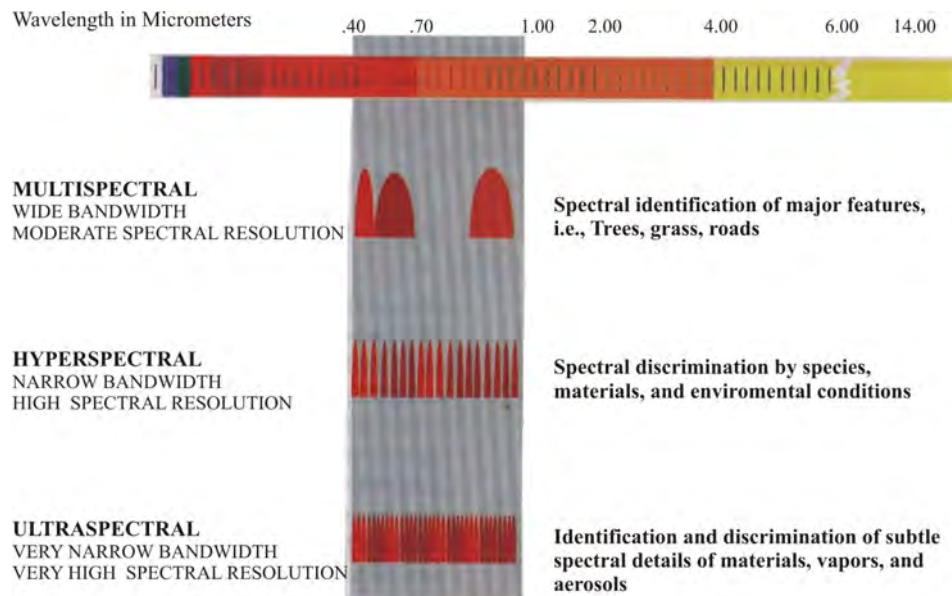 Wavelength in Micrometers
.40 .70 1.00 2.00 4.00 6.00 14.00
MULTISPECTRAL
WIDE BANDWIDTH
MODERATE SPECTRAL RESOLUTION
Spectral identification of major features,
i.e., Trees, grass, roads
HYPERSPECTRAL
NARROW BANDWIDTH
HIGH SPECTRAL RESOLUTION
Spectral discrimination by species,
materials, and enviromental conditions
ULTRASPECTRAL
VERY NARROW BANDWIDTH
VERY HIGH SPECTRAL RESOLUTION
Identification and discrimination of subtle
spectral details of materials, vapors, and
aerosols